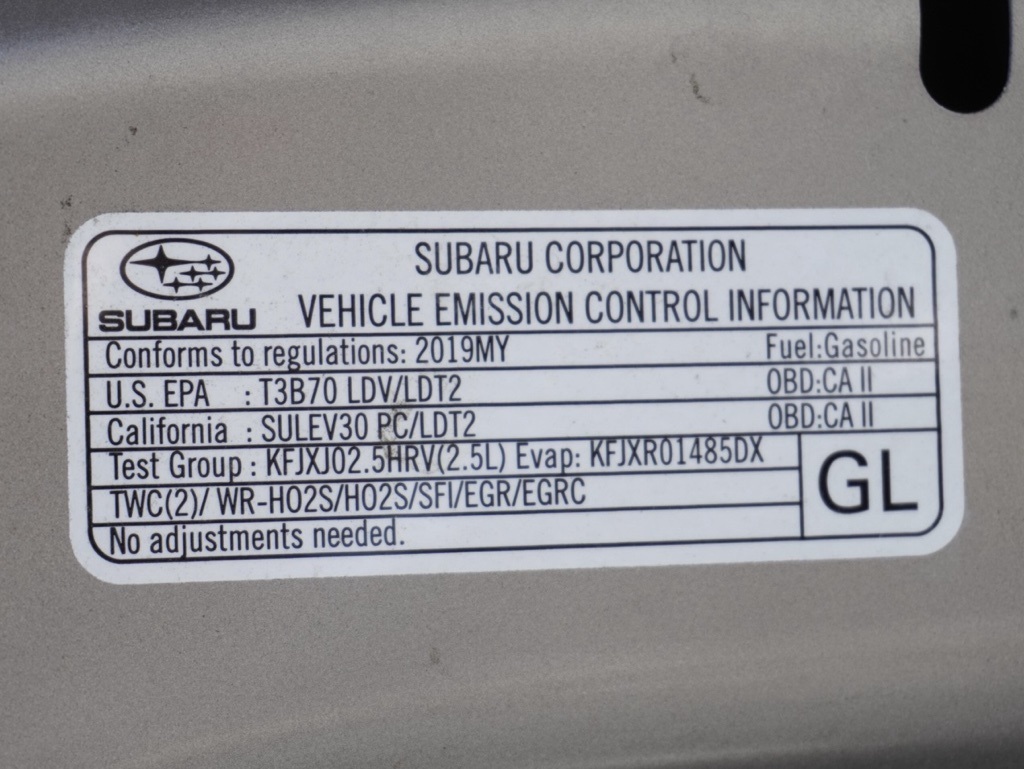 SUBARU CORPORATION
SUBARU VEHICLE EMISSION CONTROL INFORMATION
Conforms to regulations: 2019MY Fuel:Gasoline
U.S. EPA : T3B70 LDV/LDT2 OBD:CA II
California : SULEV30 PC/LDT2 OBD:CA II
Test Group : KFJXJ02.5HRV(2.5L) Evap: KFJXR01485DX
GL
TWC(2)/ WR-HO2S/HO2S/SFI/EGR/EGRC
No adjustments needed.